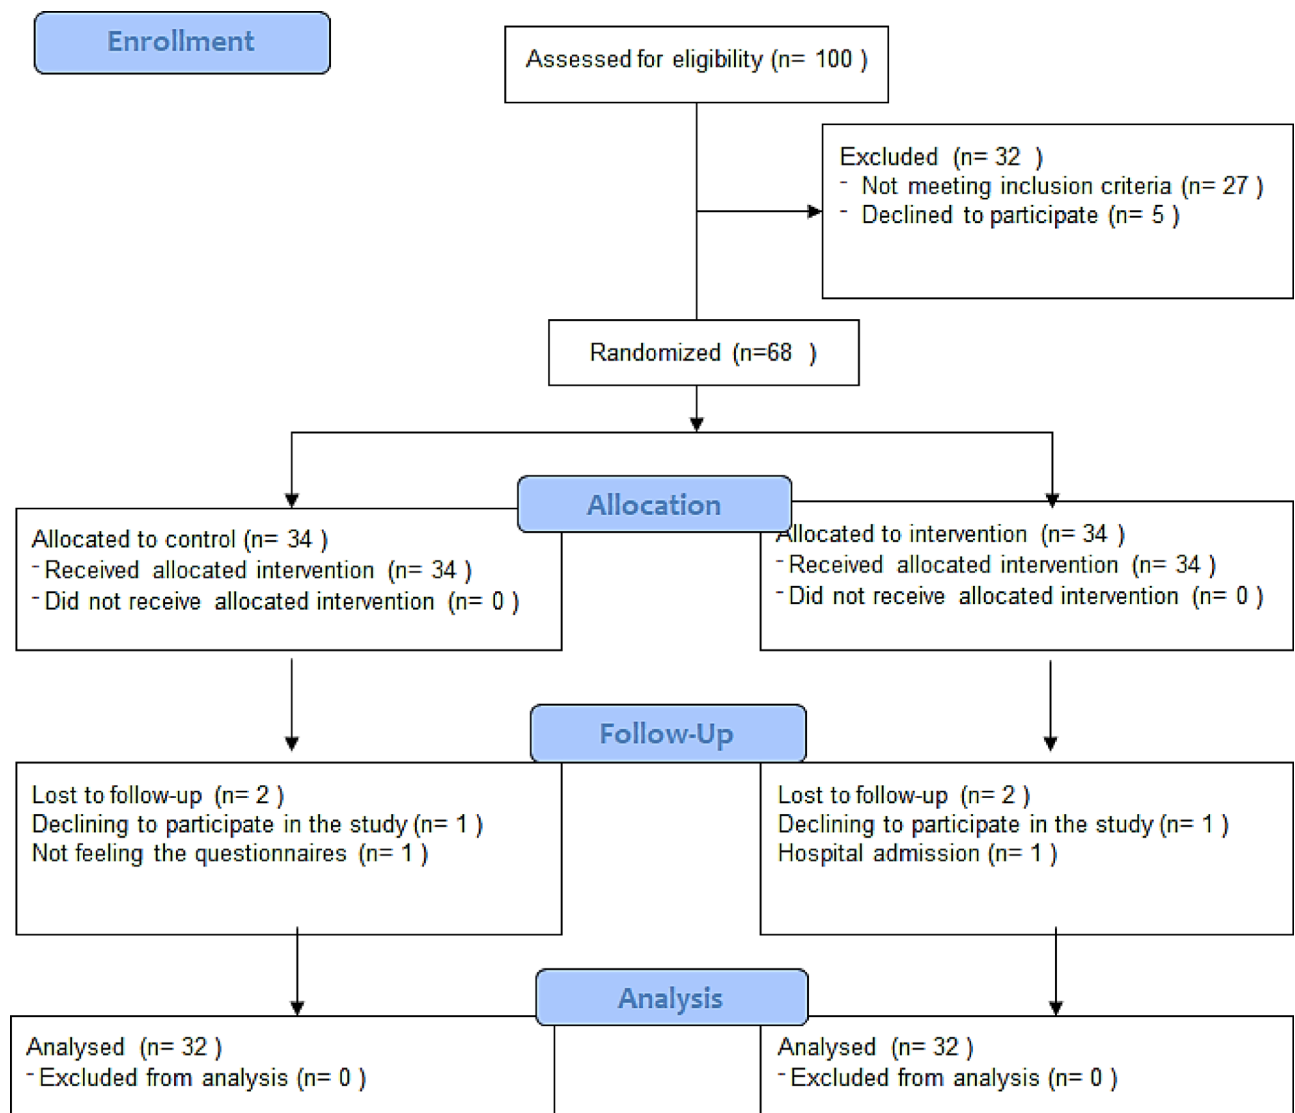 Enrollment
Assessed for eligibility (n= 100 )
Excluded (n= 32 )
- Not meeting inclusion criteria (n= 27 )
- Declined to participate (n= 5 )
Randomized (n=68 )
Allocation
Allocated to control (n= 34 )
- Received allocated intervention (n= 34 )
- Did not receive allocated intervention (n= 0 )
Allocated to intervention (n= 34 )
- Received allocated intervention (n= 34 )
- Did not receive allocated intervention (n= 0 )
Follow-Up
Lost to follow-up (n= 2 )
Declining to participate in the study (n= 1 )
Not feeling the questionnaires (n= 1 )
Lost to follow-up (n= 2 )
Declining to participate in the study (n= 1 )
Hospital admission (n= 1 )
Analysis
Analysed (n= 32 )
- Excluded from analysis (n= 0 )
Analysed (n= 32 )
- Excluded from analysis (n= 0 )